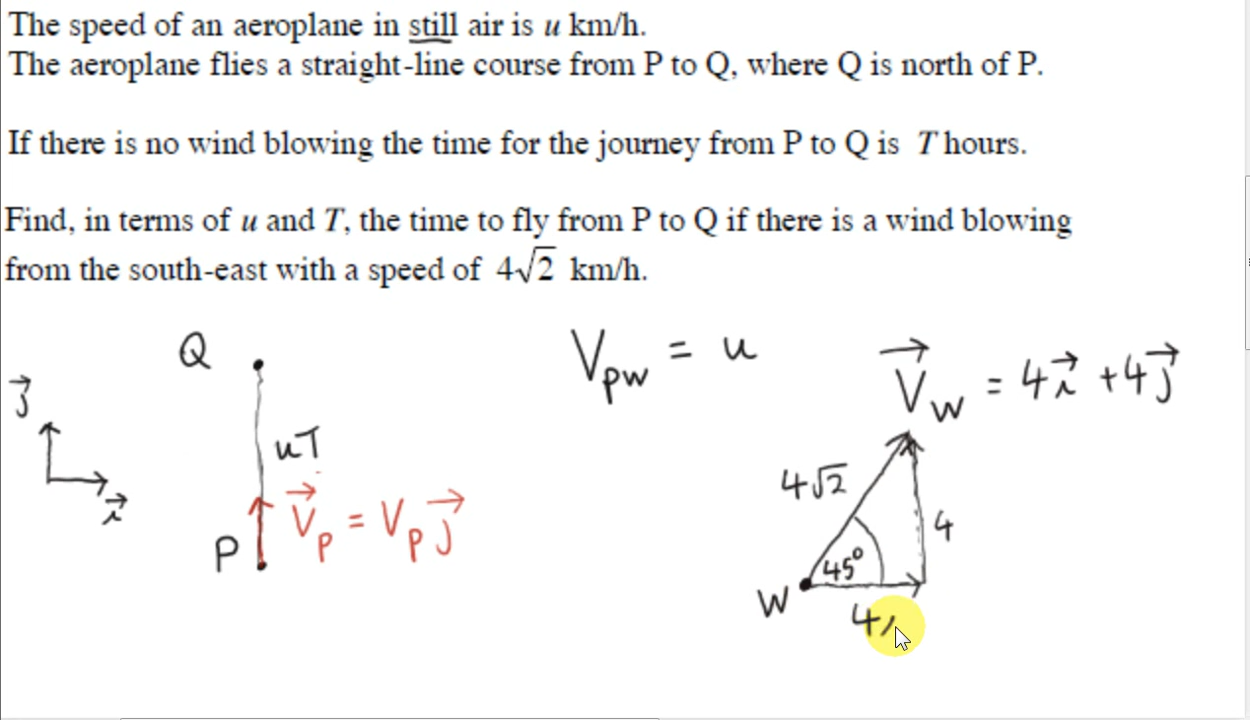 The speed of an aeroplane in still air is u km/h.
The aeroplane flies a straight-line course from P to Q, where Q is north of P.
If there is no wind blowing the time for the journey from P to Q is T hours.
Find, in terms of u and T, the time to fly from P to Q if there is a wind blowing
from the south-east with a speed of 4√2 km/h.
Q
V⃗_PW = u
V⃗_W = 4i⃗ + 4j⃗
j⃗
uT
4√2
i⃗
V⃗_P = V_P j⃗
4
P
45°
W
4